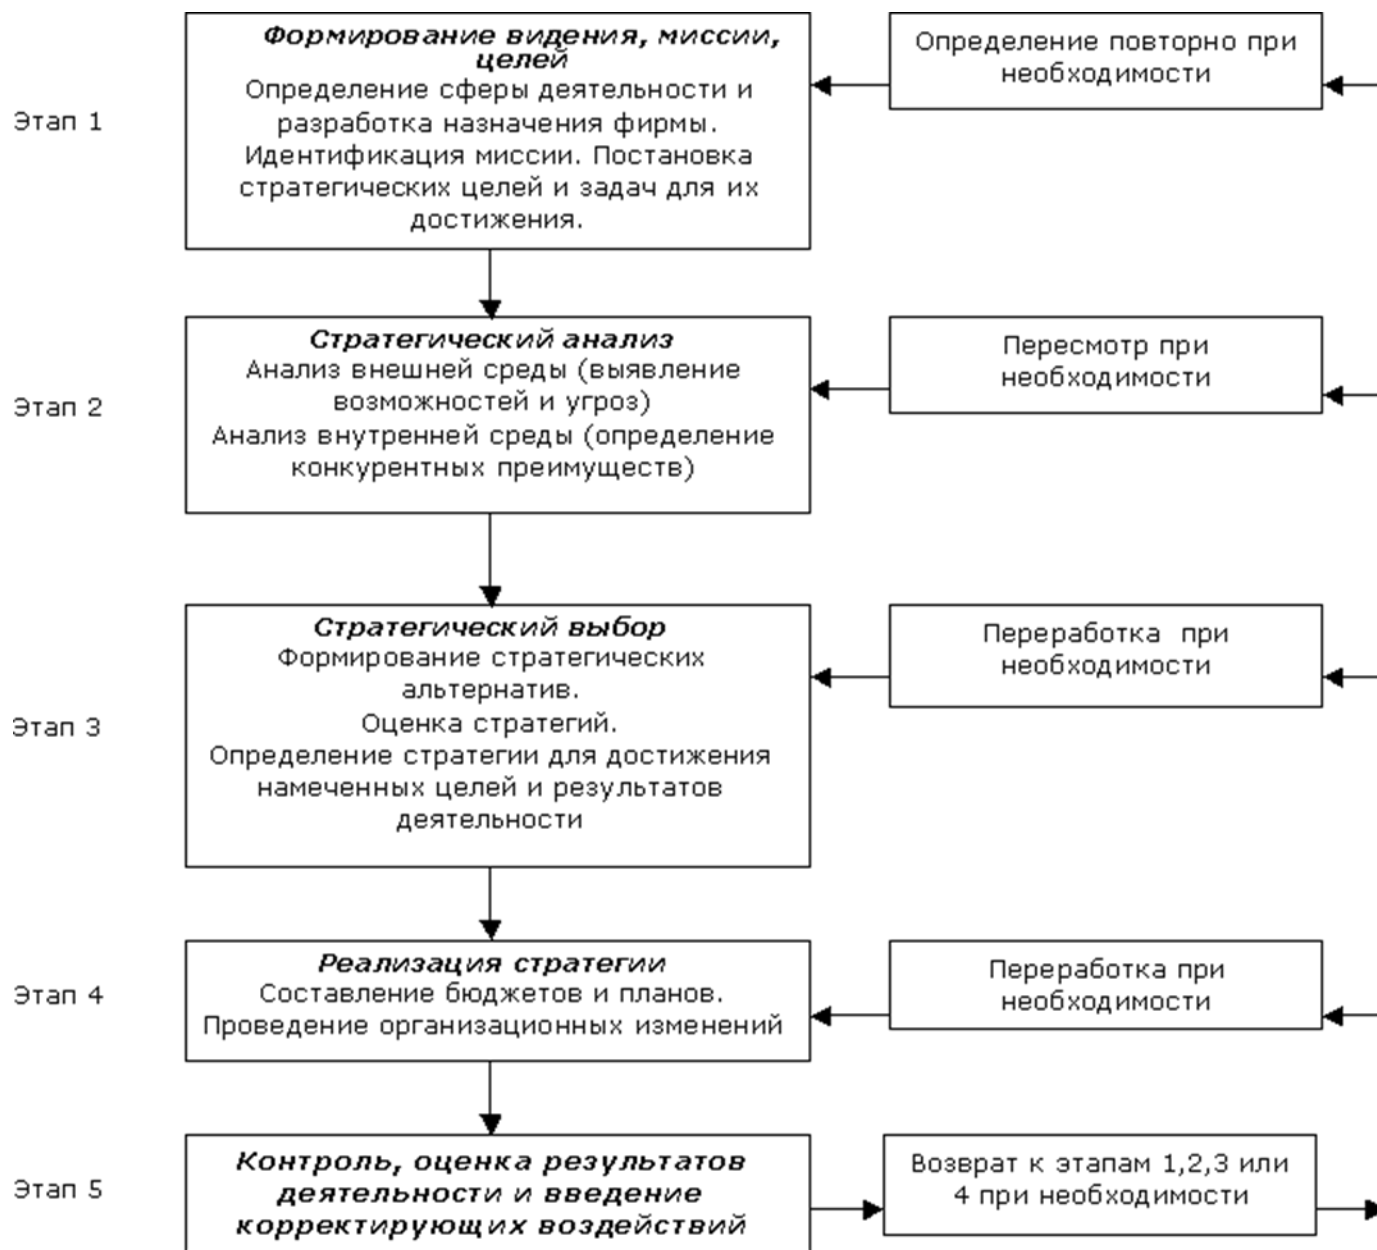 Формирование видения, миссии,
целей
Определение сферы деятельности и
разработка назначения фирмы.
Идентификация миссии. Постановка
стратегических целей и задач для их
достижения.
Определение повторно при
необходимости
Этап 1
Стратегический анализ
Анализ внешней среды (выявление
возможностей и угроз)
Анализ внутренней среды (определение
конкурентных преимуществ)
Пересмотр при
необходимости
Этап 2
Стратегический выбор
Формирование стратегических
альтернатив.
Оценка стратегий.
Определение стратегии для достижения
намеченных целей и результатов
деятельности
Переработка при
необходимости
Этап 3
Реализация стратегии
Составление бюджетов и планов.
Проведение организационных изменений
Переработка при
необходимости
Этап 4
Контроль, оценка результатов
деятельности и введение
корректирующих воздействий
Возврат к этапам 1,2,3 или
4 при необходимости
Этап 5